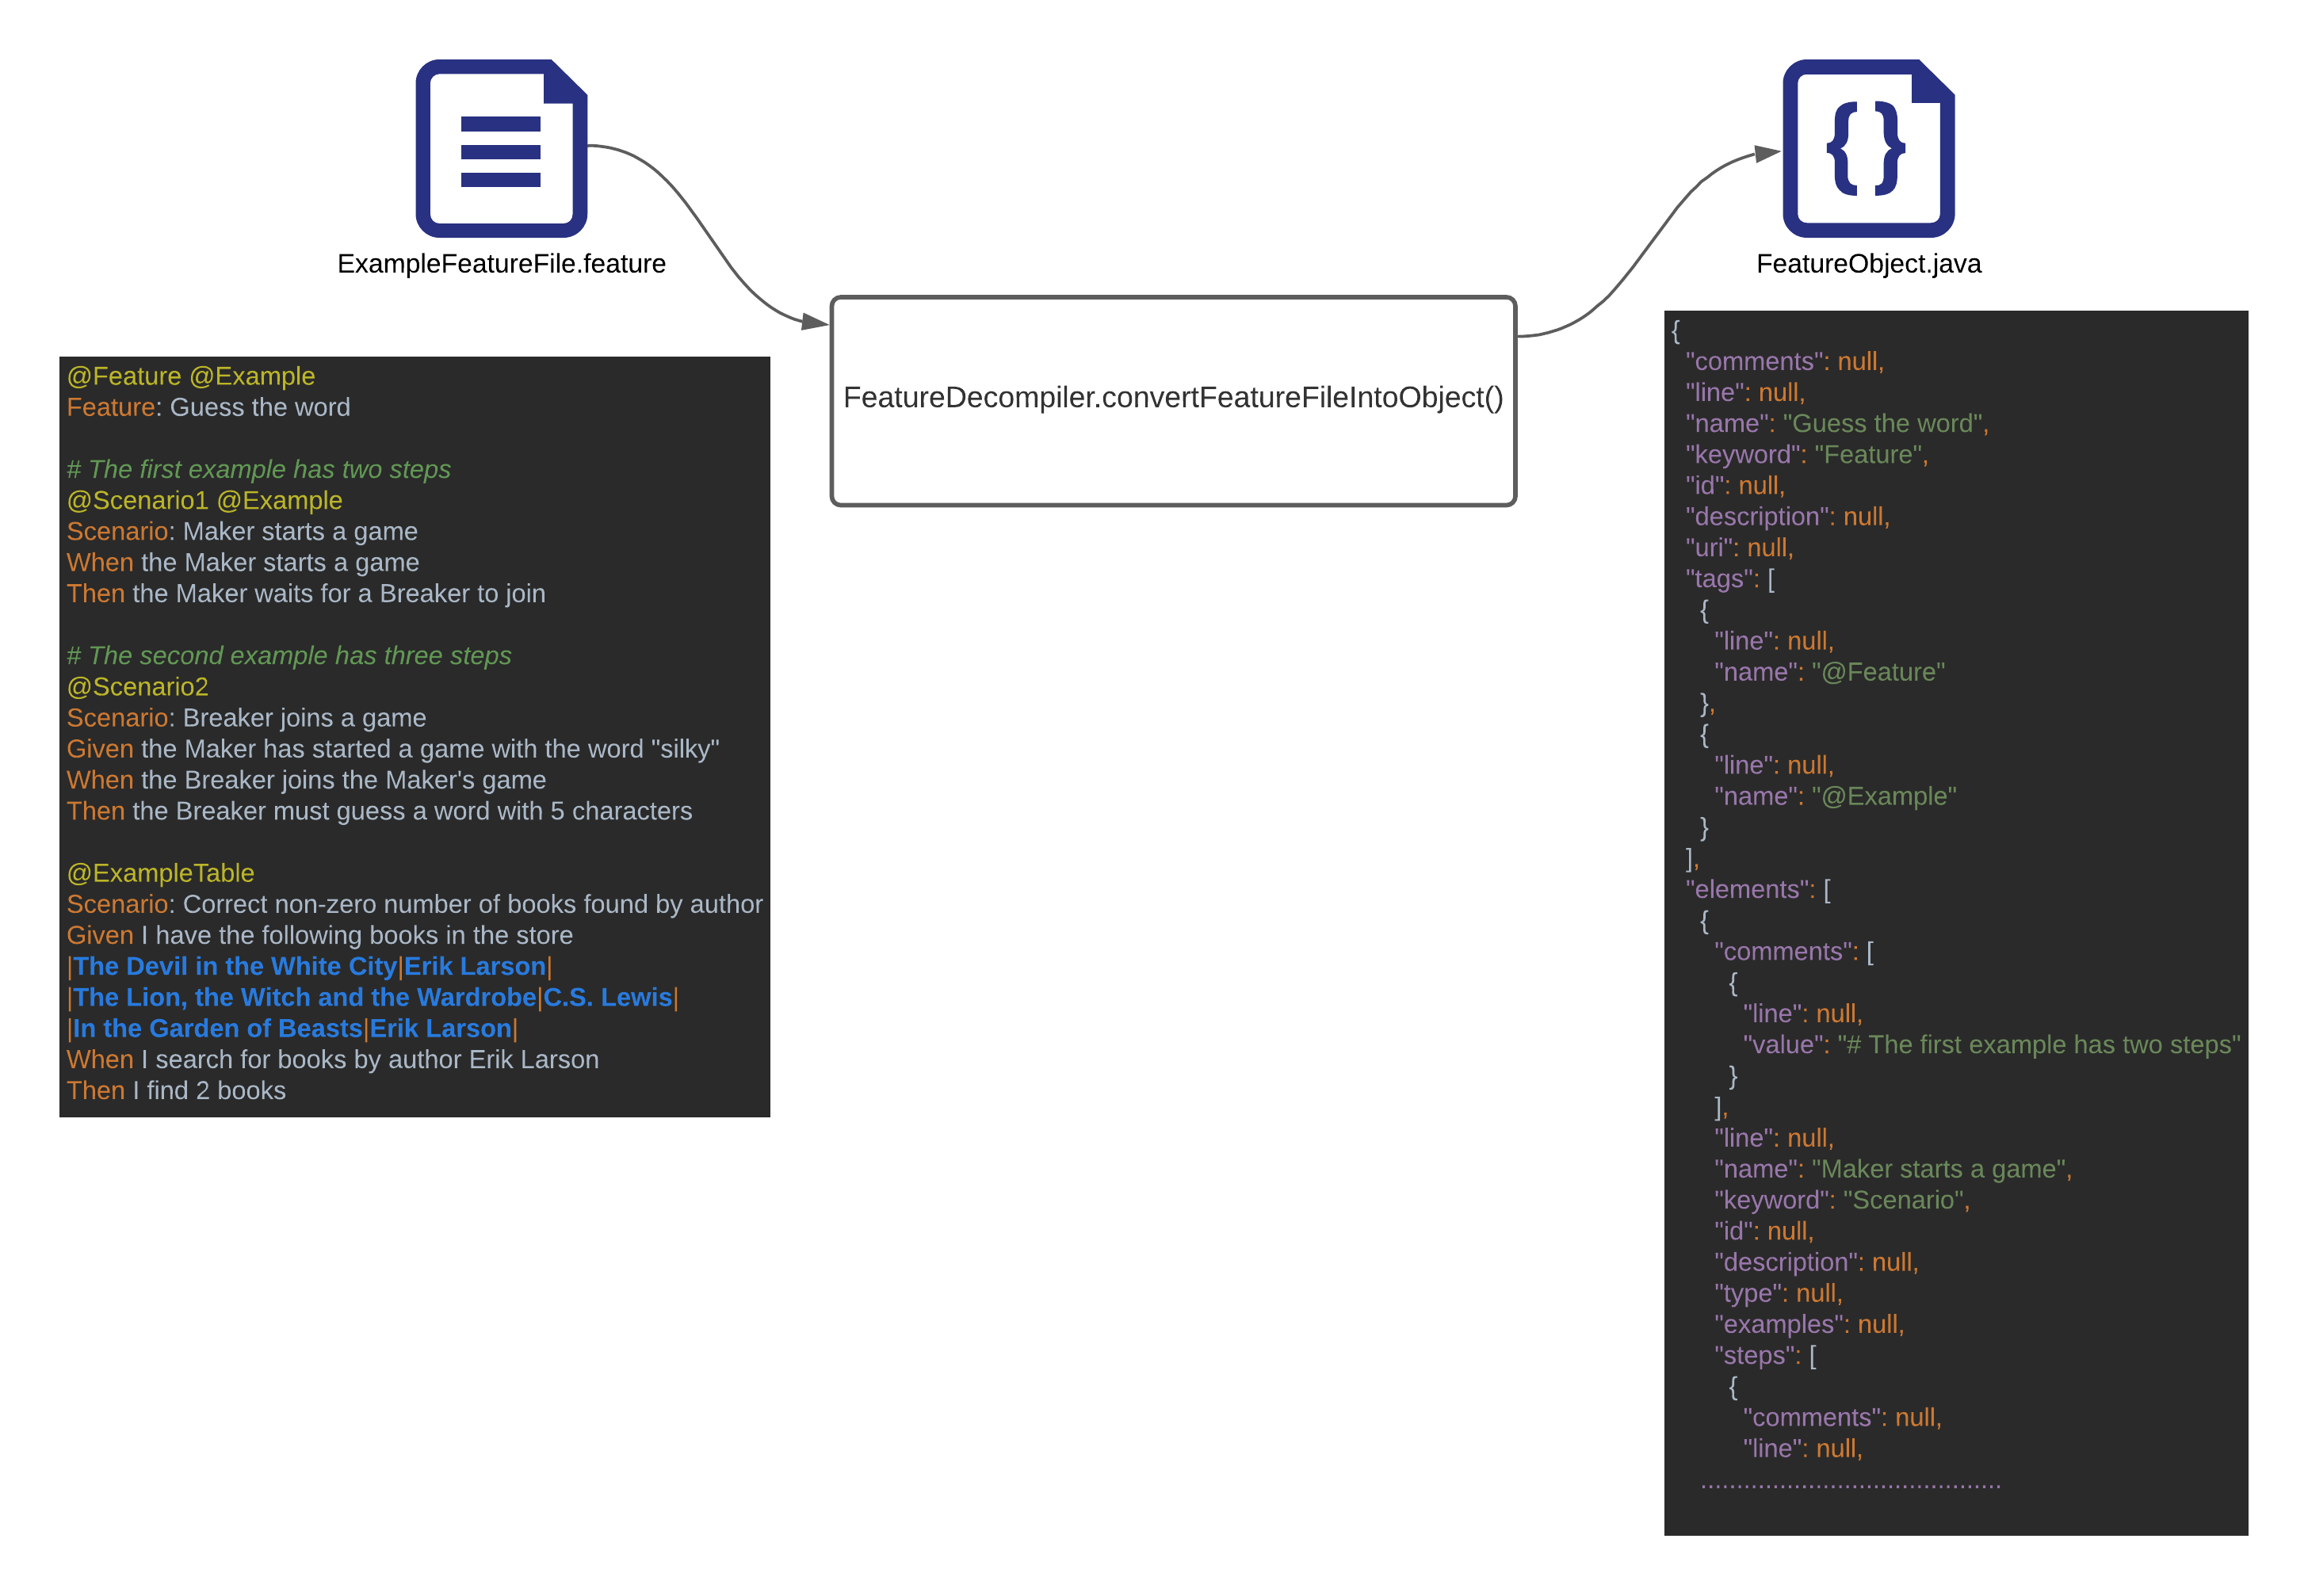 ExampleFeatureFile.feature
@Feature @Example
Feature: Guess the word
# The first example has two steps
@Scenario1 @Example
Scenario: Maker starts a game
When the Maker starts a game
Then the Maker waits for a Breaker to join
# The second example has three steps
@Scenario2
Scenario: Breaker joins a game
Given the Maker has started a game with the word "silky"
When the Breaker joins the Maker's game
Then the Breaker must guess a word with 5 characters
@ExampleTable
Scenario: Correct non-zero number of books found by author
Given I have the following books in the store
|The Devil in the White City|Erik Larson|
|The Lion, the Witch and the Wardrobe|C.S. Lewis|
|In the Garden of Beasts|Erik Larson|
When I search for books by author Erik Larson
Then I find 2 books
FeatureDecompiler.convertFeatureFileIntoObject()
{ }
FeatureObject.java
{
"comments": null,
"line": null,
"name": "Guess the word",
"keyword": "Feature",
"id": null,
"description": null,
"uri": null,
"tags": [
{
"line": null,
"name": "@Feature"
},
{
"line": null,
"name": "@Example"
}
],
"elements": [
{
"comments": [
{
"line": null,
"value": "# The first example has two steps"
}
],
"line": null,
"name": "Maker starts a game",
"keyword": "Scenario",
"id": null,
"description": null,
"type": null,
"examples": null,
"steps": [
{
"comments": null,
"line": null,
..........................................